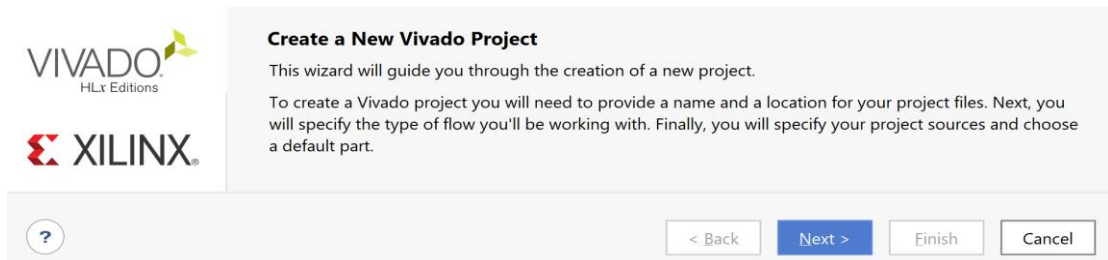 VIVADO.
HLx Editions
XILINX.
Create a New Vivado Project
This wizard will guide you through the creation of a new project.
To create a Vivado project you will need to provide a name and a location for your project files. Next, you
will specify the type of flow you'll be working with. Finally, you will specify your project sources and choose
a default part.
?
< Back
Next >
Finish
Cancel